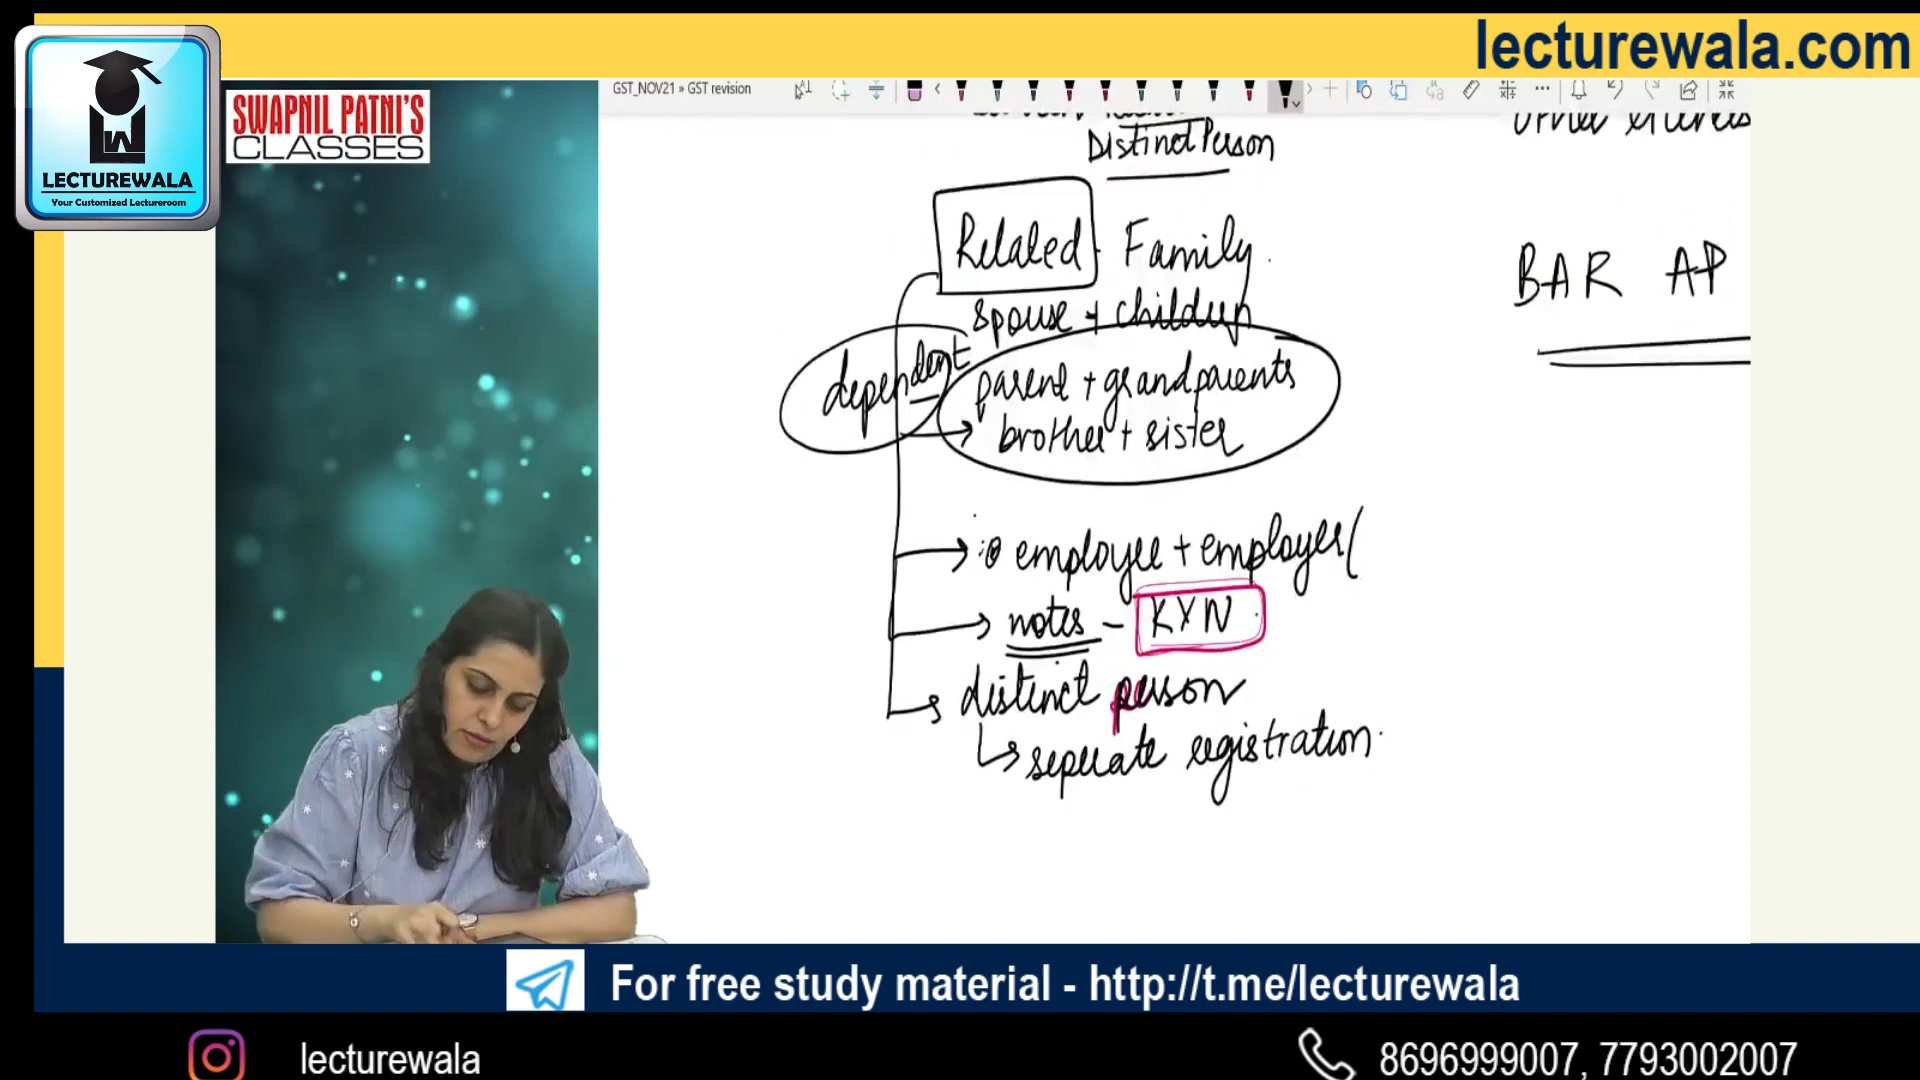 lecturewala.com
LECTUREWALA
Your Customized Lectureroom
SWAPNIL PATNI'S
CLASSES
GST_NOV21 » GST revision
Distinct Person
Related - Family
spouse + children
dependent
parent + grandparents
brother + sister
employee + employer (
notes - KYN
distinct person
seperate registration
other
BAR AP
For free study material - http://t.me/lecturewala
lecturewala
8696999007, 7793002007